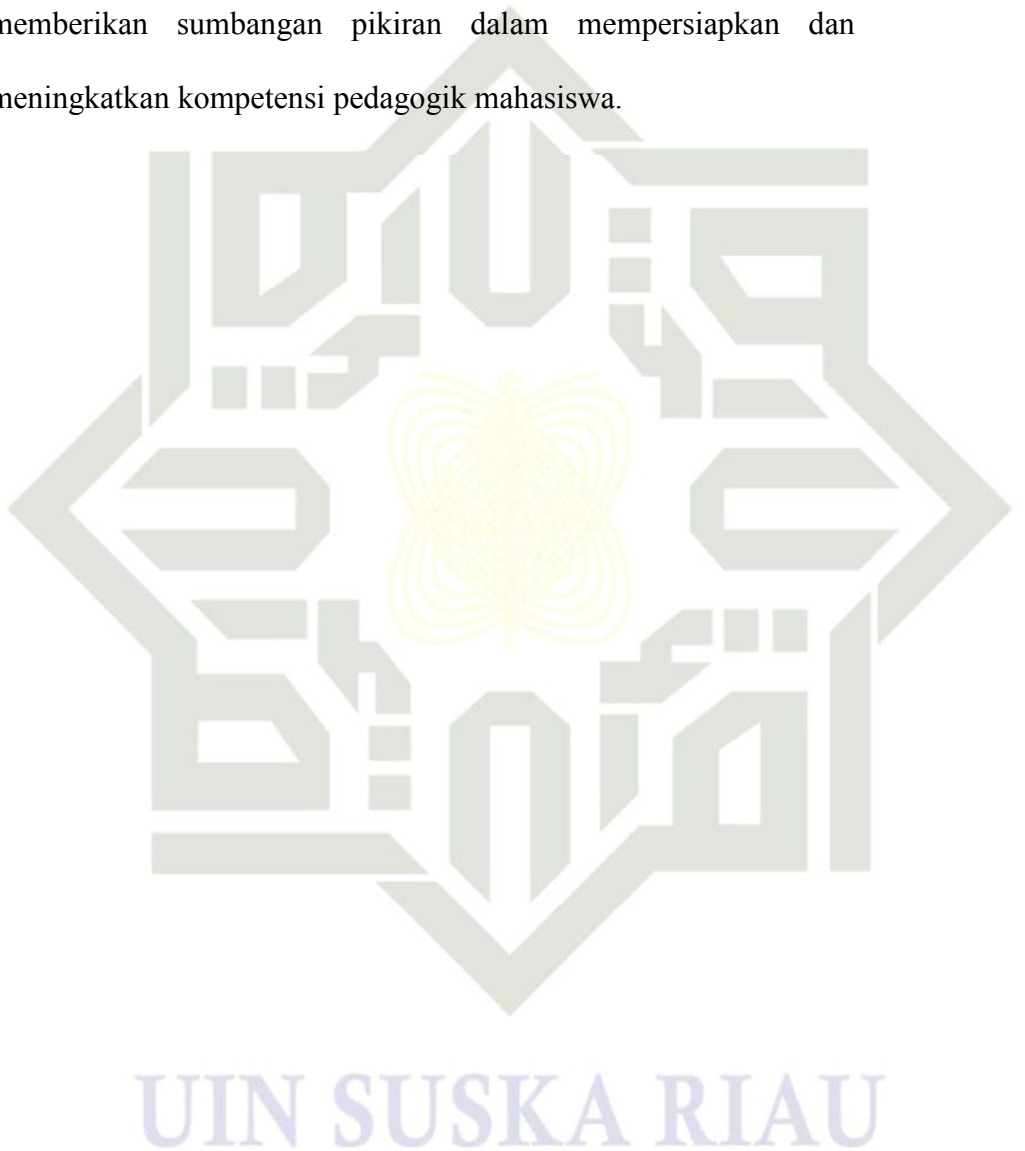 memberikan sumbangan pikiran dalam mempersiapkan dan
meningkatkan kompetensi pedagogik mahasiswa.
UIN SUSKA RIAU